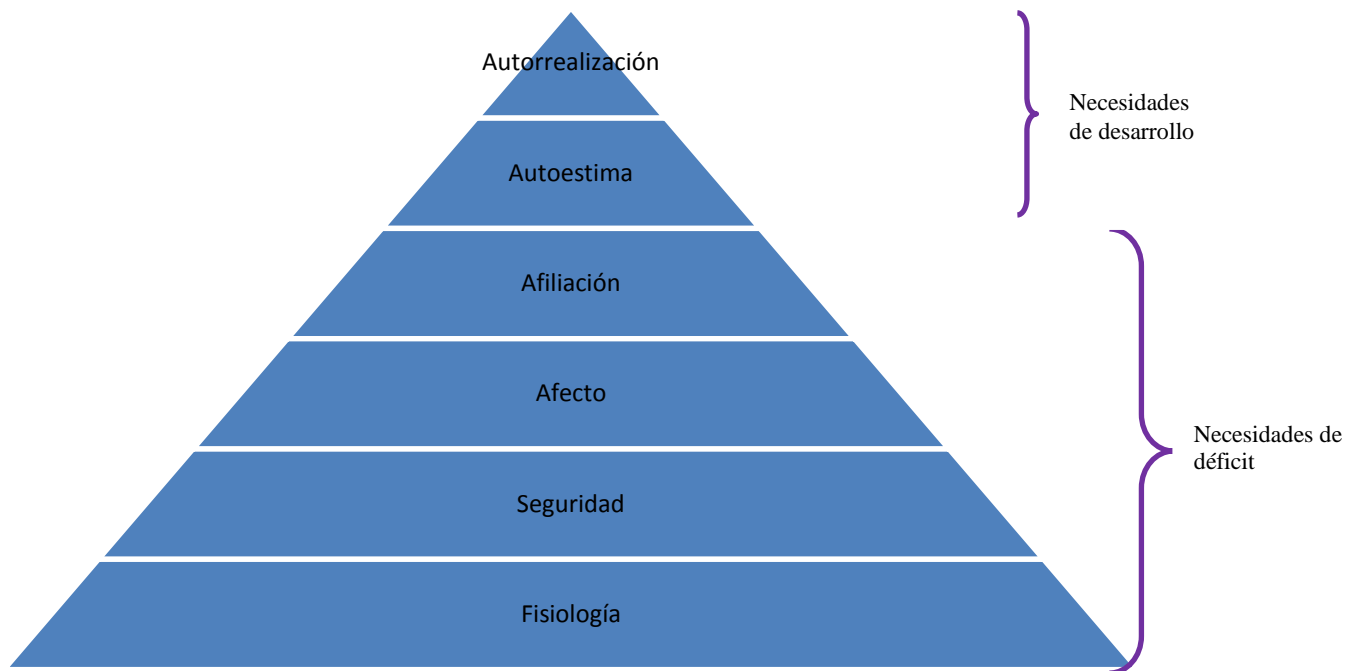 Autorrealización
Necesidades
de desarrollo
Autoestima
Afiliación
Afecto
Necesidades de
déficit
Seguridad
Fisiología